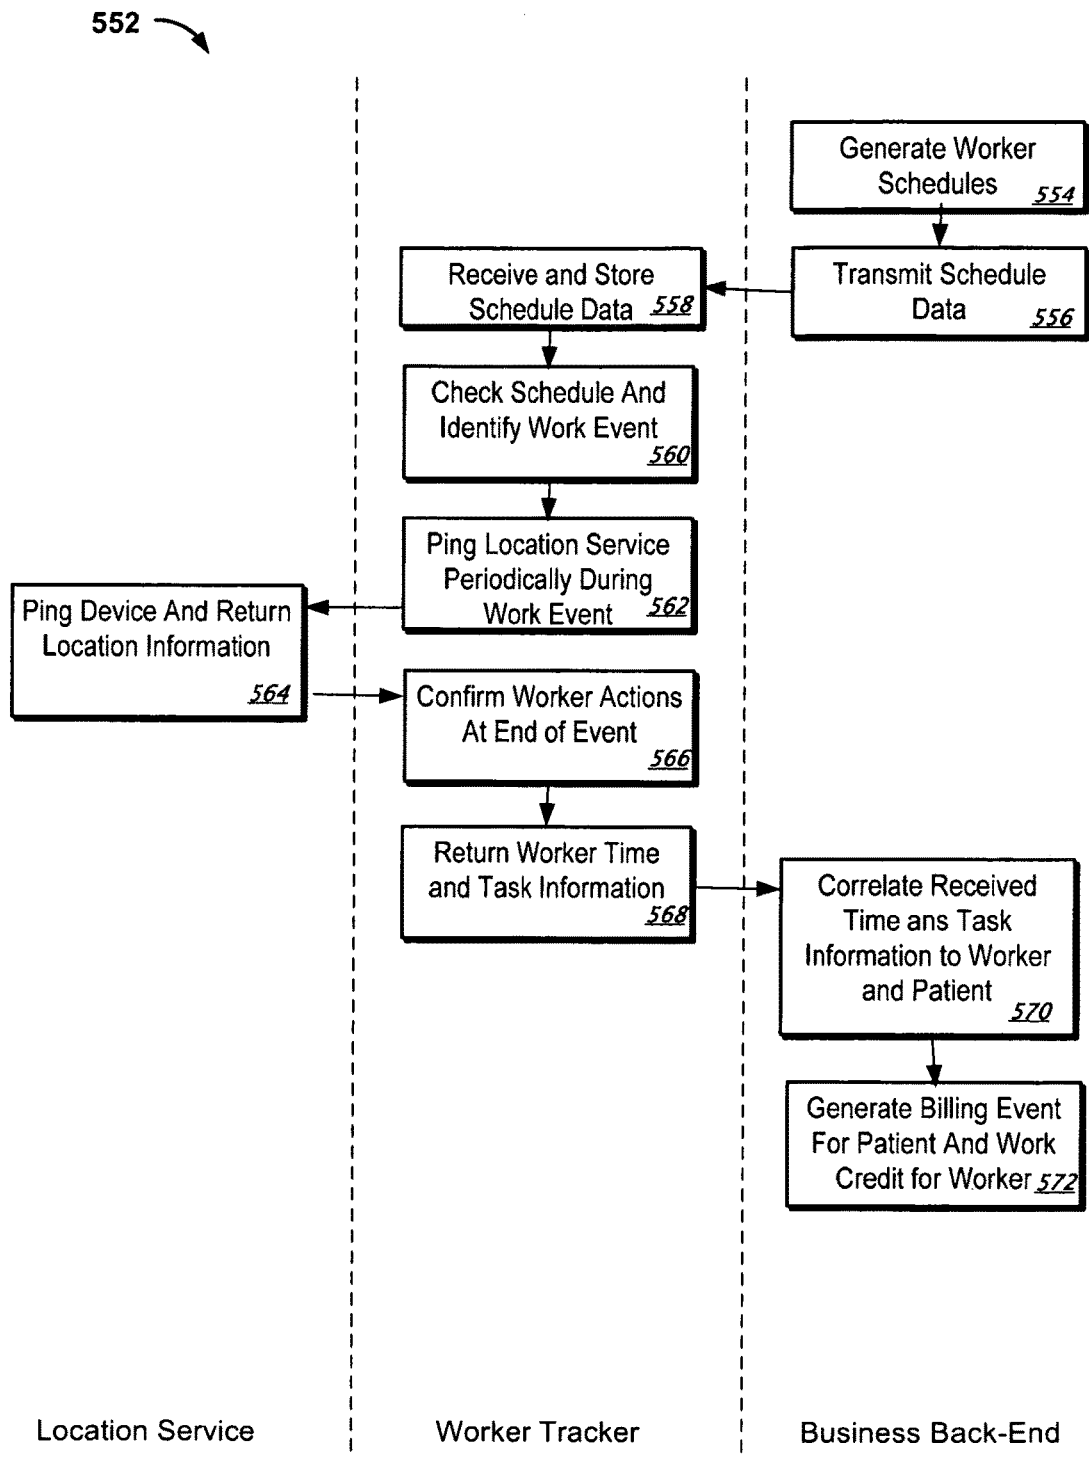 552
Generate Worker
Schedules
554
Transmit Schedule
Data
556
Receive and Store
Schedule Data
558
Check Schedule And
Identify Work Event
560
Ping Location Service
Periodically During
Work Event
562
Ping Device And Return
Location Information
564
Confirm Worker Actions
At End of Event
566
Return Worker Time
and Task Information
568
Correlate Received
Time ans Task
Information to Worker
and Patient
570
Generate Billing Event
For Patient And Work
Credit for Worker 572
Location Service
Worker Tracker
Business Back-End